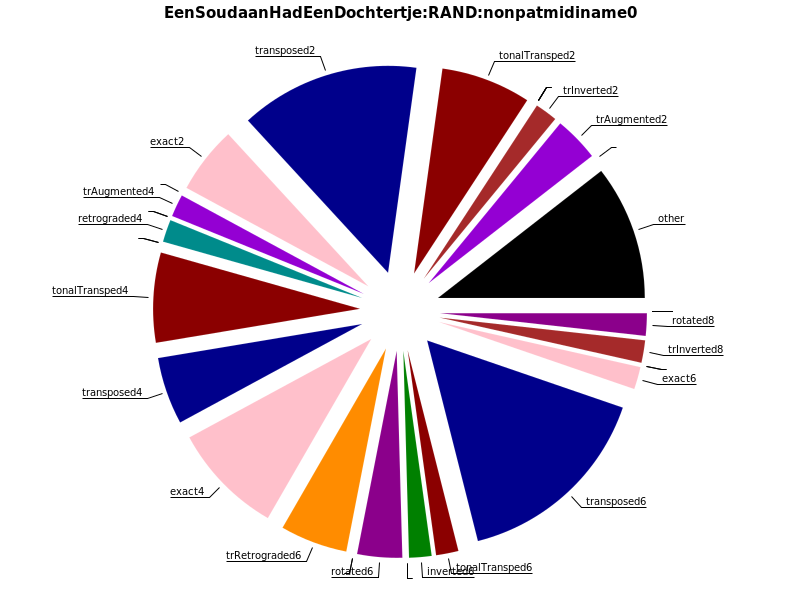 EenSoudaanHadEenDochtertje:RAND:nonpatmidiname0
transposed2
tonalTransped2
trInverted2
trAugmented2
exact2
trAugmented4
retrograded4
other
tonalTransped4
rotated8
trInverted8
exact6
transposed4
exact4
transposed6
trRetrograded6
rotated6
inverted6
tonalTransped6